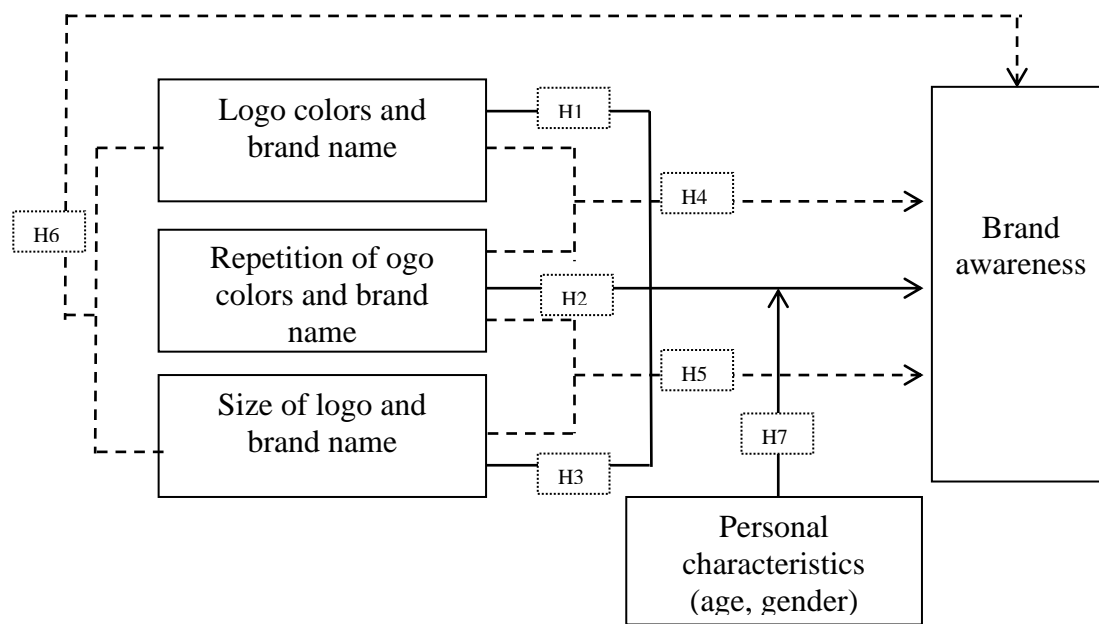 Logo colors and
brand name
H1
H4
H6
Repetition of ogo
colors and brand
name
H2
Brand
awareness
H5
Size of logo and
brand name
H7
H3
Personal
characteristics
(age, gender)